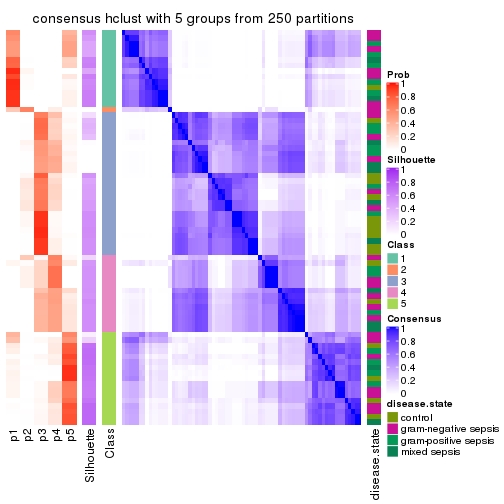 consensus hclust with 5 groups from 250 partitions
Prob
1
0.8
0.6
0.4
0.2
0
Silhouette
1
0.8
0.6
0.4
0.2
0
Class
1
2
3
4
5
Consensus
1
0.8
0.6
0.4
0.2
0
disease.state
control
gram-negative sepsis
gram-positive sepsis
mixed sepsis
p1
p2
p3
p4
p5
Silhouette
Class
disease.state